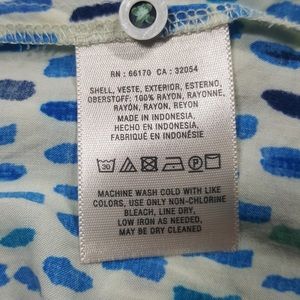 RN : 66170 CA : 32054
SHELL, VESTE, EXTERIOR, ESTERNO,
OBERSTOFF: 100% RAYON, RAYONNE,
RAYÓN, RAYON, REYON
MADE IN INDONESIA,
HECHO EN INDONESIA,
FABRIQUÉ EN INDONÉSIE
30
MACHINE WASH COLD WITH LIKE
COLORS, USE ONLY NON-CHLORINE
BLEACH, LINE DRY,
LOW IRON AS NEEDED,
MAY BE DRY CLEANED